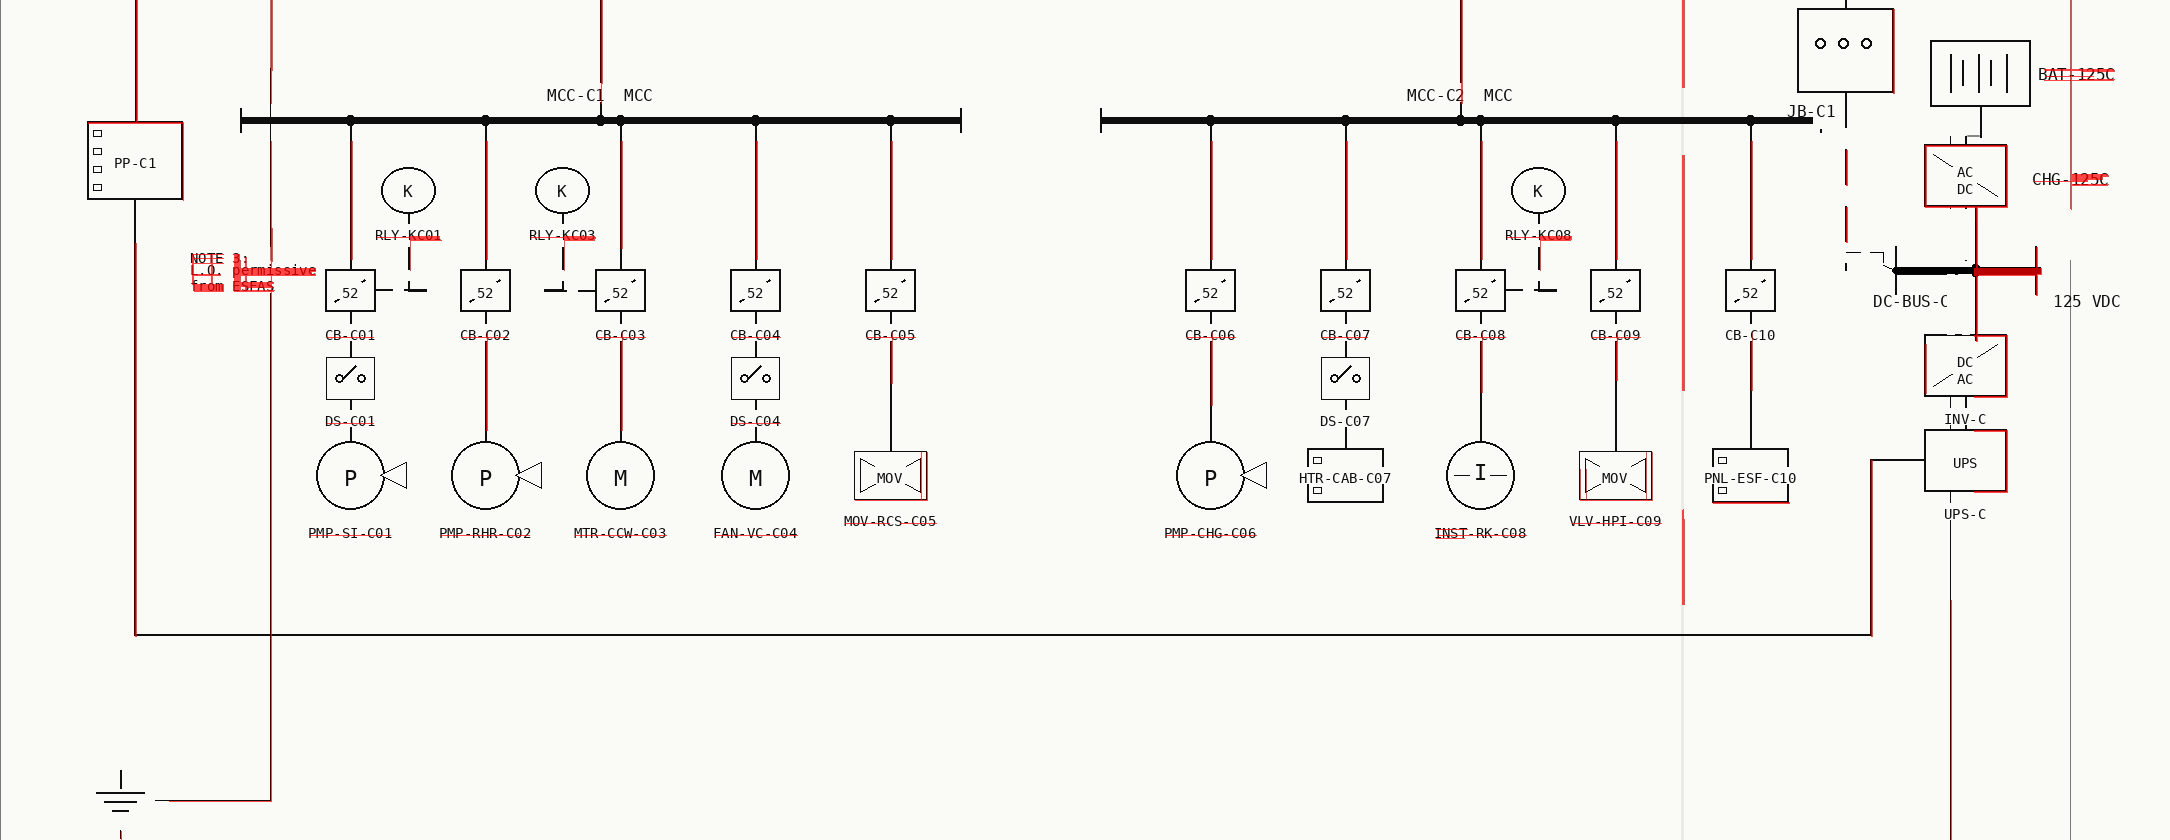 MCC-C1 MCC
MCC-C2 MCC
JB-C1
BAT-125C
PP-C1
K
K
K
AC
DC
CHG-125C
RLY-KC01
RLY-KC03
RLY-KC08
NOTE 3:
L.O. permissive
from ESFAS
52
52
52
52
52
52
52
52
52
52
DC-BUS-C
125 VDC
CB-C01
CB-C02
CB-C03
CB-C04
CB-C05
CB-C06
CB-C07
CB-C08
CB-C09
CB-C10
DC
AC
INV-C
DS-C01
DS-C04
DS-C07
P
P
M
M
MOV
P
HTR-CAB-C07
I
MOV
PNL-ESF-C10
UPS
UPS-C
PMP-SI-C01
PMP-RHR-C02
MTR-CCW-C03
FAN-VC-C04
MOV-RCS-C05
PMP-CHG-C06
INST-RK-C08
VLV-HPI-C09